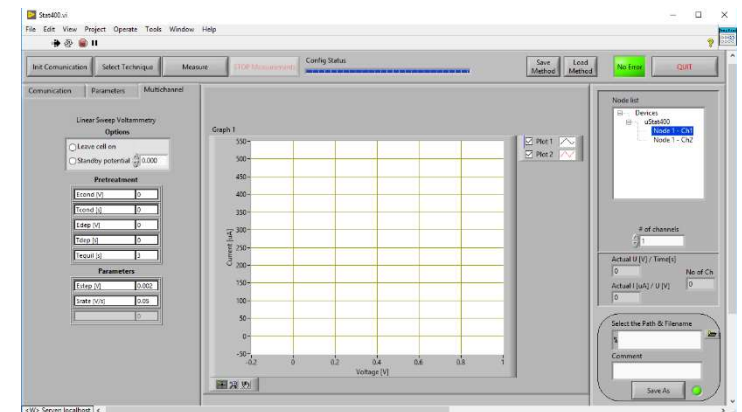 Stat400.vi
File Edit View Project Operate Tools Window Help
Init Comunication
Select Technique
Measure
STOP Measurements
Config Status
Save Method
Load Method
No Error
QUIT
Comunication Parameters Multichannel
Linear Sweep Voltammetry
Options
Leave cell on
Standby potential 0.000
Pretreatment
Econd [V] 0
Tcond [s] 0
Edep [V] 0
Tdep [s] 0
Tequil [s] 3
Parameters
Estep [V] 0.002
Srate [V/s] 0.05
0
Graph 1
Plot 1
Plot 2
550
500
450
400
350
300
250
200
150
100
50
0
-50
Current [uA]
-0.2 0 0.2 0.4 0.6 0.8 1
Voltage [V]
Node list
Devices
uStat400
Node 1 - Ch1
Node 1 - Ch2
# of channels
1
Actual U [V] / Time[s]
0
No of Ch
0
Actual I [uA] / U [V]
0
Select the Path & Filename
Comment
Save As
Server: localhost